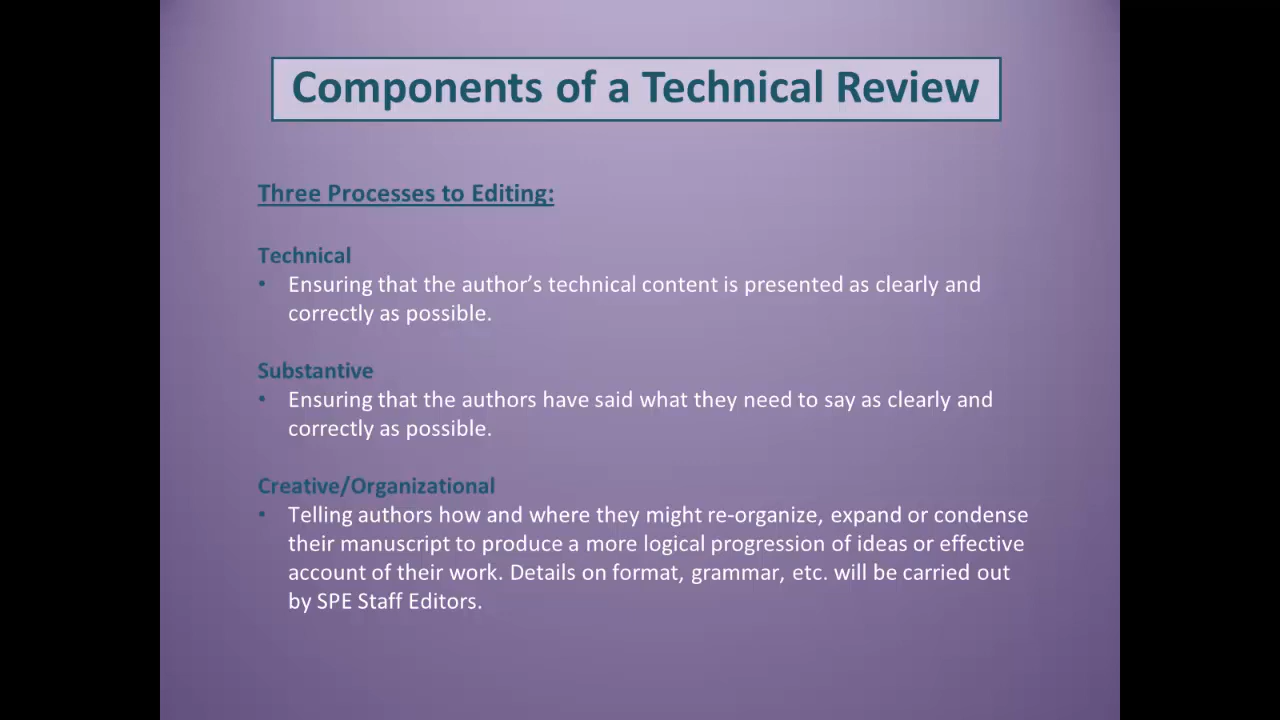 Components of a Technical Review
Three Processes to Editing:
Technical
• Ensuring that the author’s technical content is presented as clearly and
correctly as possible.
Substantive
• Ensuring that the authors have said what they need to say as clearly and
correctly as possible.
Creative/Organizational
• Telling authors how and where they might re-organize, expand or condense
their manuscript to produce a more logical progression of ideas or effective
account of their work. Details on format, grammar, etc. will be carried out
by SPE Staff Editors.